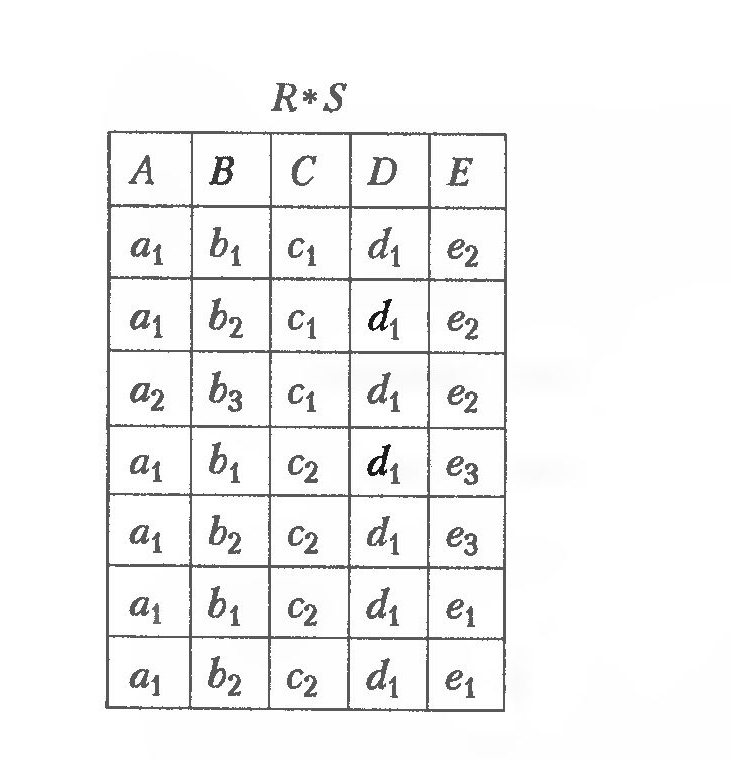 R*S
A B C D E
a₁ b₁ c₁ d₁ e₂
a₁ b₂ c₁ d₁ e₂
a₂ b₃ c₁ d₁ e₂
a₁ b₁ c₂ d₁ e₃
a₁ b₂ c₂ d₁ e₃
a₁ b₁ c₂ d₁ e₁
a₁ b₂ c₂ d₁ e₁